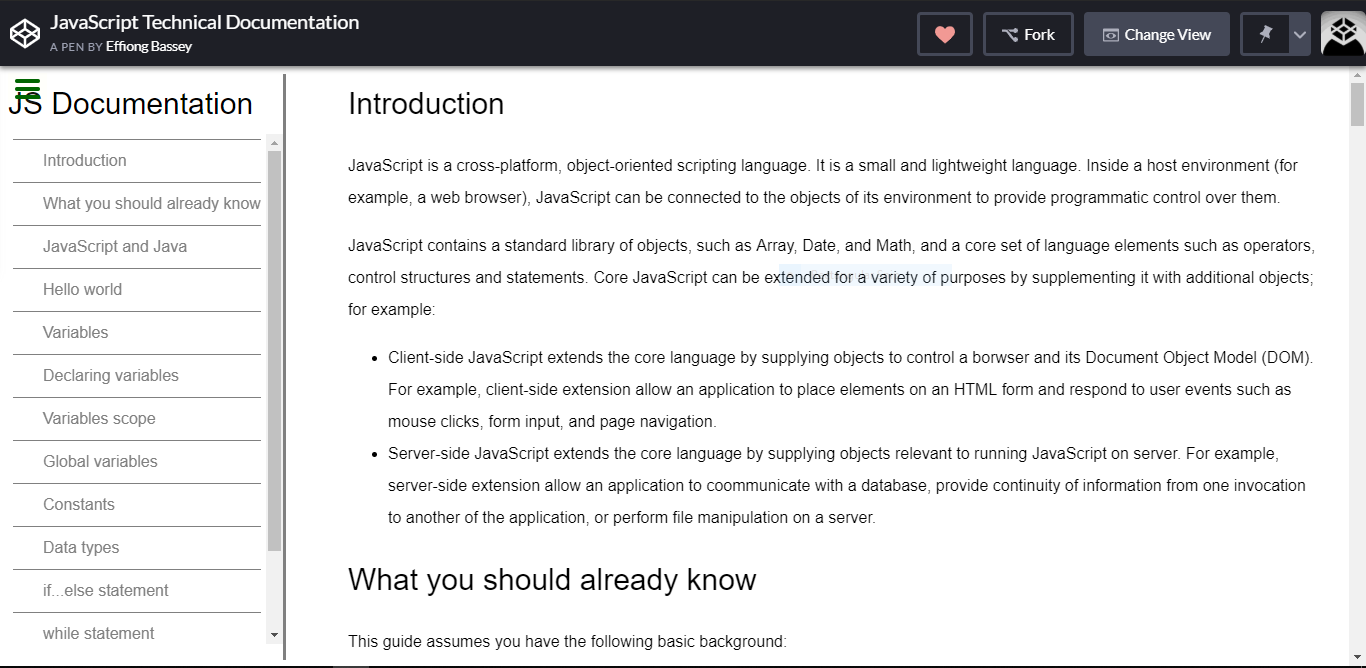 JavaScript Technical Documentation
A PEN BY Effiong Bassey
Fork
Change View
JS Documentation
Introduction
What you should already know
JavaScript and Java
Hello world
Variables
Declaring variables
Variables scope
Global variables
Constants
Data types
if...else statement
while statement
Introduction
JavaScript is a cross-platform, object-oriented scripting language. It is a small and lightweight language. Inside a host environment (for
example, a web browser), JavaScript can be connected to the objects of its environment to provide programmatic control over them.
JavaScript contains a standard library of objects, such as Array, Date, and Math, and a core set of language elements such as operators,
control structures and statements. Core JavaScript can be extended for a variety of purposes by supplementing it with additional objects;
for example:
• Client-side JavaScript extends the core language by supplying objects to control a borwser and its Document Object Model (DOM).
For example, client-side extension allow an application to place elements on an HTML form and respond to user events such as
mouse clicks, form input, and page navigation.
• Server-side JavaScript extends the core language by supplying objects relevant to running JavaScript on server. For example,
server-side extension allow an application to coommunicate with a database, provide continuity of information from one invocation
to another of the application, or perform file manipulation on a server.
What you should already know
This guide assumes you have the following basic background: